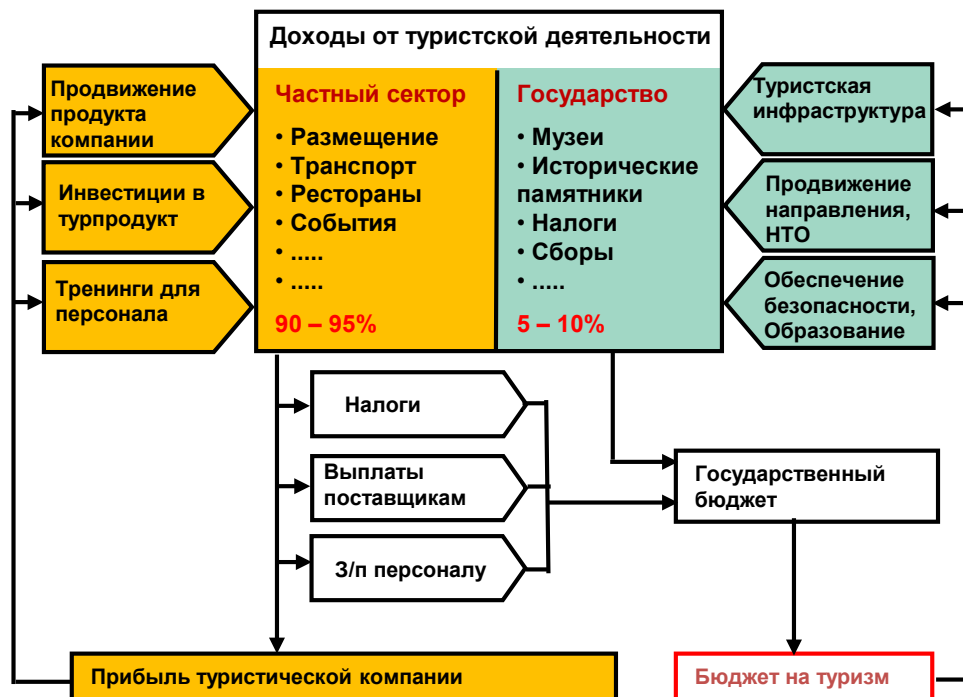 Доходы от туристской деятельности
Продвижение
продукта
компании
Инвестиции в
турпродукт
Тренинги для
персонала
Частный сектор
• Размещение
• Транспорт
• Рестораны
• События
• .....
• .....
90 – 95%
Государство
• Музеи
• Исторические
памятники
• Налоги
• Сборы
• .....
5 – 10%
Туристская
инфраструктура
Продвижение
направления,
НТО
Обеспечение
безопасности,
Образование
Налоги
Выплаты
поставщикам
З/п персоналу
Государственный
бюджет
Прибыль туристической компании
Бюджет на туризм